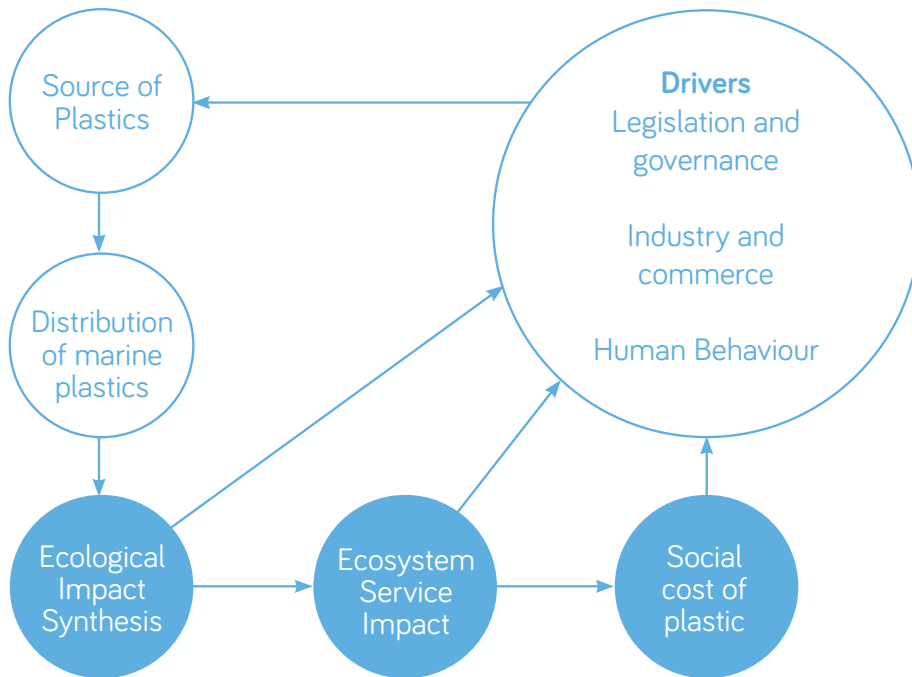 Source of
Plastics
Drivers
Legislation and
governance
Industry and
commerce
Human Behaviour
Distribution
of marine
plastics
Ecological
Impact
Synthesis
Ecosystem
Service
Impact
Social
cost of
plastic